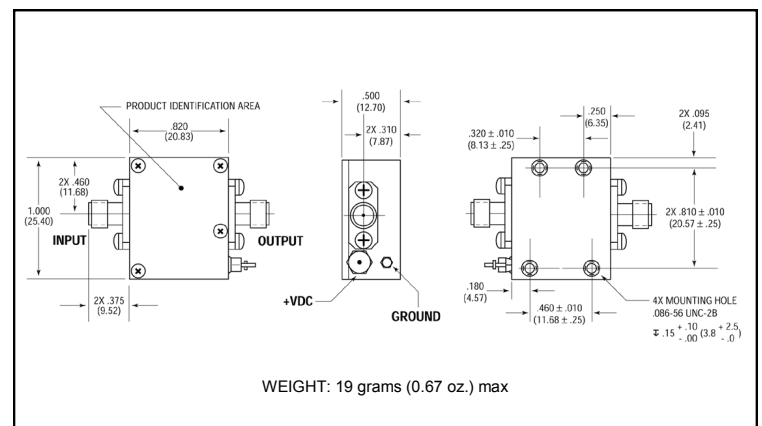 PRODUCT IDENTIFICATION AREA
.820
(20.83)
2X .460
(11.68)
1.000
(25.40)
INPUT
OUTPUT
2X .375
(9.52)
.500
(12.70)
2X .310
(7.87)
+VDC
GROUND
.250
(6.35)
2X .095
(2.41)
.320 ± .010
(8.13 ± .25)
2X .810 ± .010
(20.57 ± .25)
.180
(4.57)
.460 ± .010
(11.68 ± .25)
4X MOUNTING HOLE
.086-56 UNC-2B
↧ .15 + .10 - .00 (3.8 + 2.5 - .0)
WEIGHT: 19 grams (0.67 oz.) max